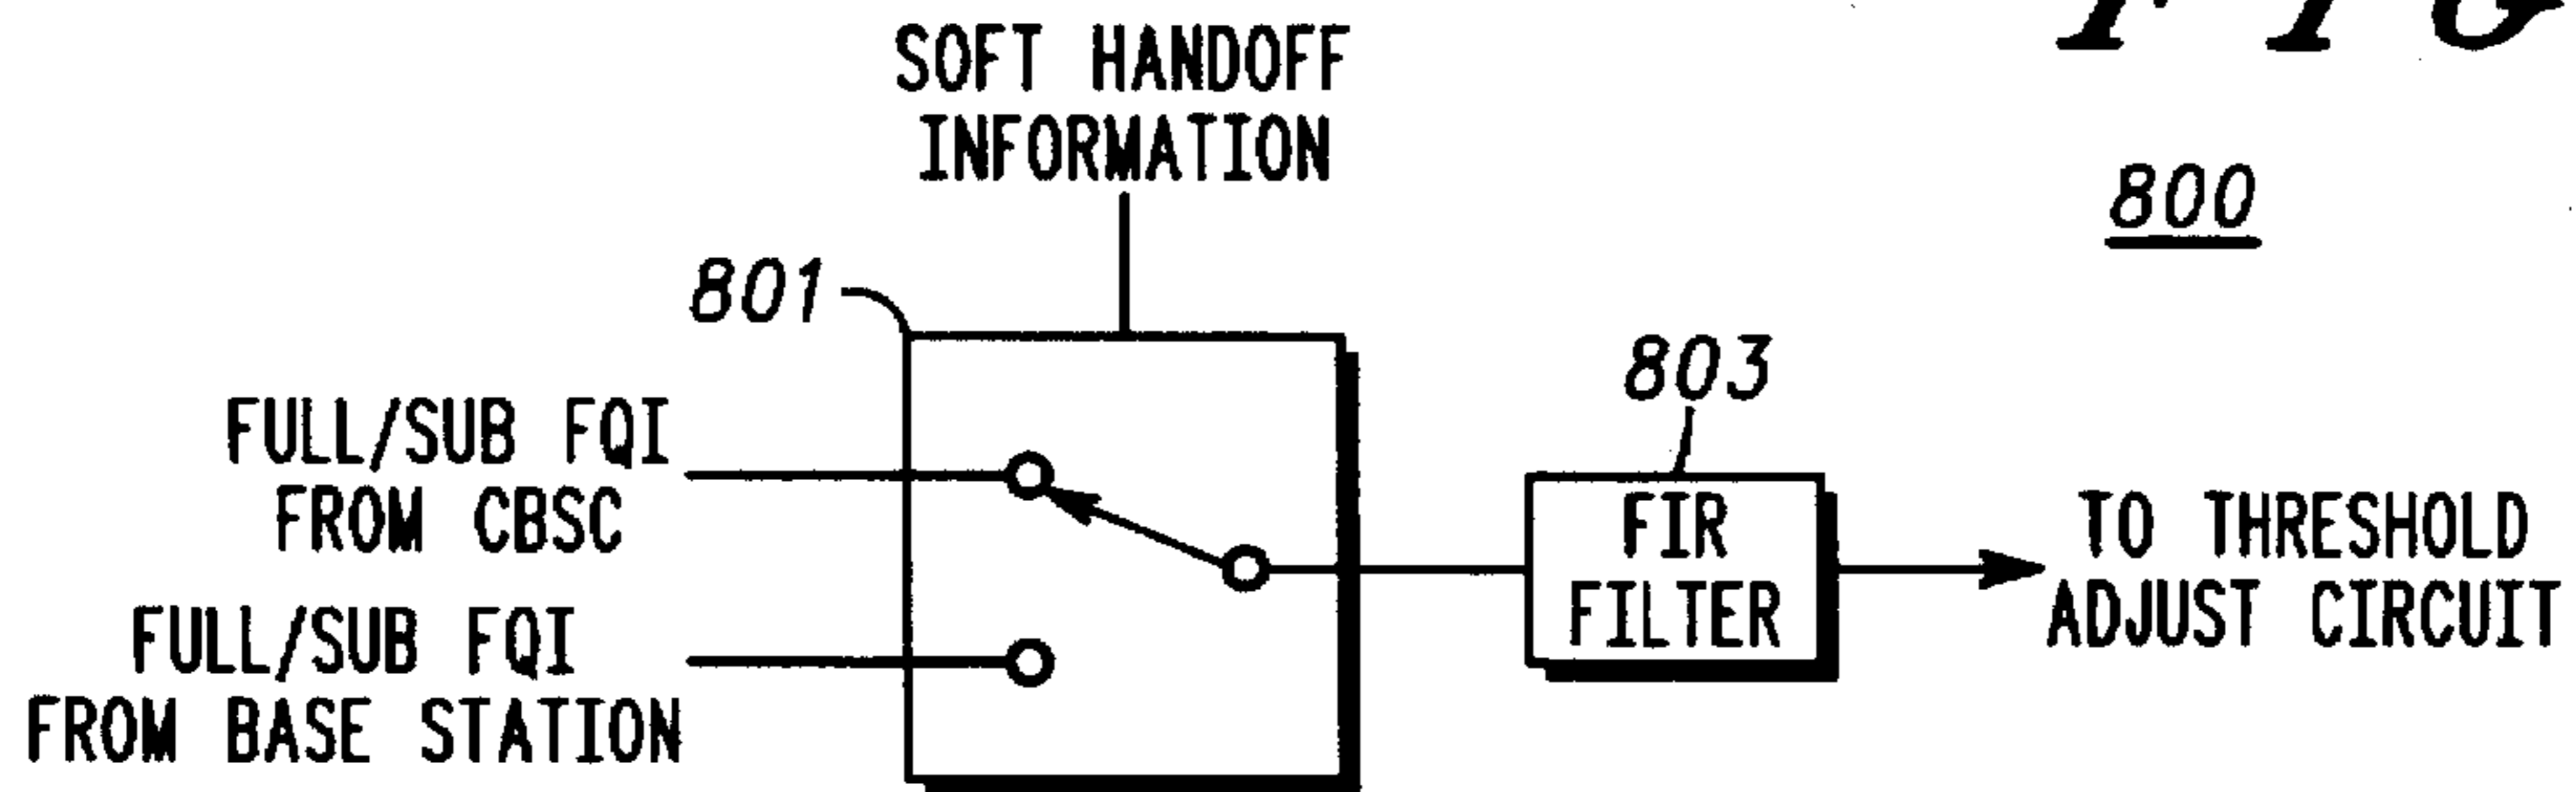 FIG
SOFT HANDOFF
INFORMATION
800
801
803
FULL/SUB FQI
FROM CBSC
FIR
FILTER
TO THRESHOLD
ADJUST CIRCUIT
FULL/SUB FQI
FROM BASE STATION